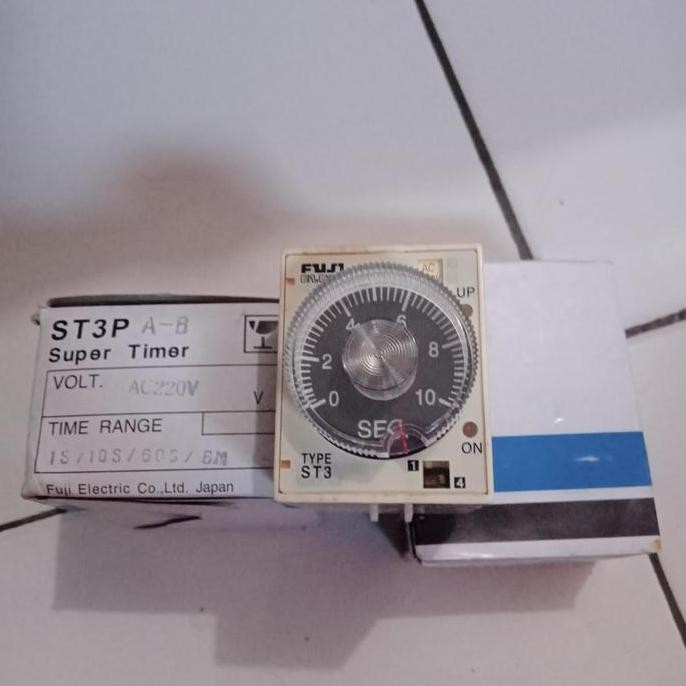 ST3P A-B
Super Timer
VOLT. AC220V V
TIME RANGE
1S/10S/60S/6M
Fuji Electric Co.,Ltd. Japan
FUJI
AC
UP
0 2 4 6 8 10
SEC
ON
TYPE
ST3
1
4